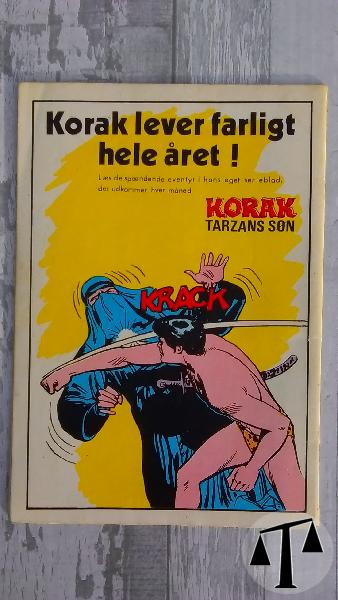 Korak lever farligt
hele året !
Læs de spændende eventyr i hans eget serieblad,
der udkommer hver måned
KORAK
TARZANS SØN
KRACK